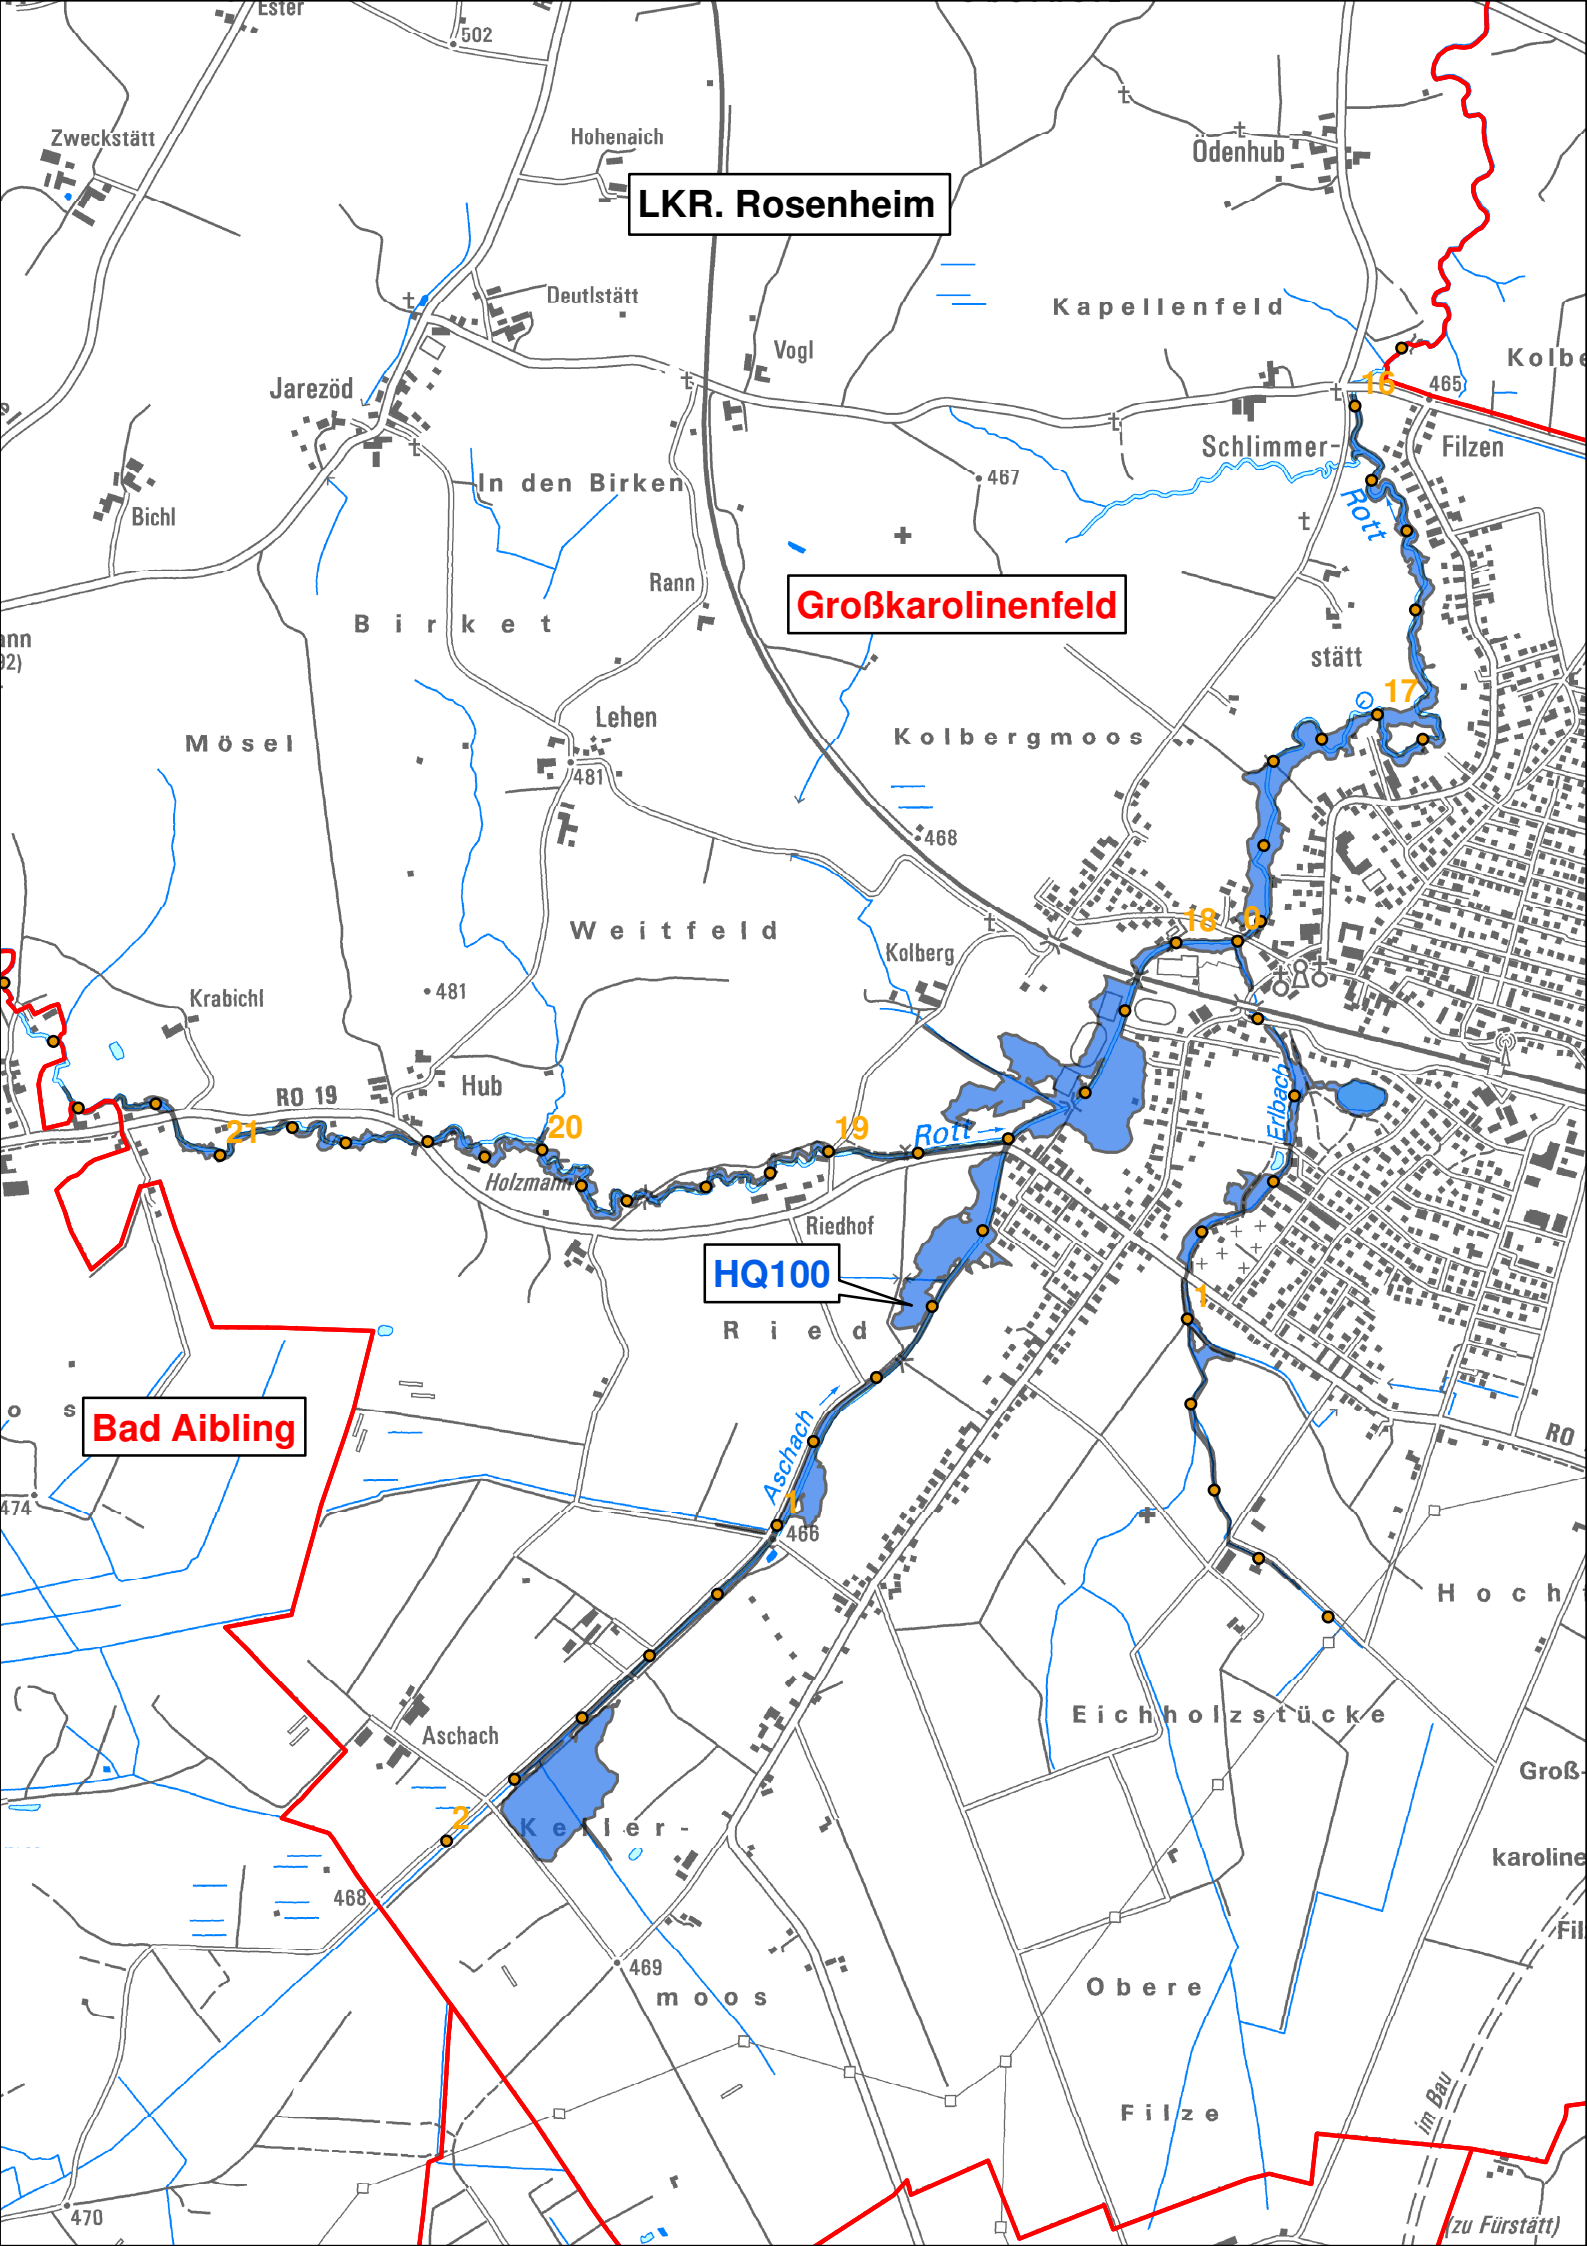 Ester
502
Zweckstätt
Hohenaich
Ödenhub
LKR. Rosenheim
Deutlstätt
Kapellenfeld
Vogl
Kolbe
Jarezöd
16
465
Schlimmer-
Filzen
In den Birken
467
Bichl
Rott
Rann
Birket
Großkarolinenfeld
ann
92)
stätt
17
Lehen
Mösel
Kolbergmoos
481
468
Weitfeld
18
0
Kolberg
481
Krabichl
Hub
RO 19
Erlbach
21
20
19
Rott
Holzmann
Riedhof
HQ100
1
Ried
o s
Bad Aibling
Aschach
RO
474
1
466
Hoch
Eichholzstücke
Aschach
Groß-
2
Keller-
karoline
468
Fil
469
moos
Obere
im Bau
Filze
470
(zu Fürstätt)